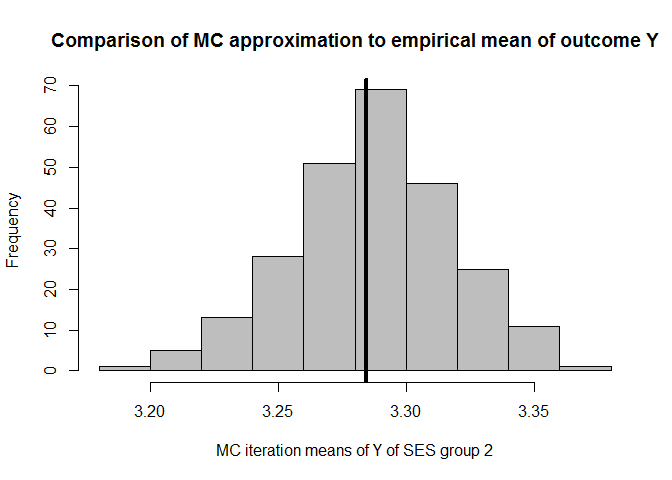 Comparison of MC approximation to empirical mean of outcome Y
Frequency
70
60
50
40
30
20
10
0
3.20 3.25 3.30 3.35
MC iteration means of Y of SES group 2